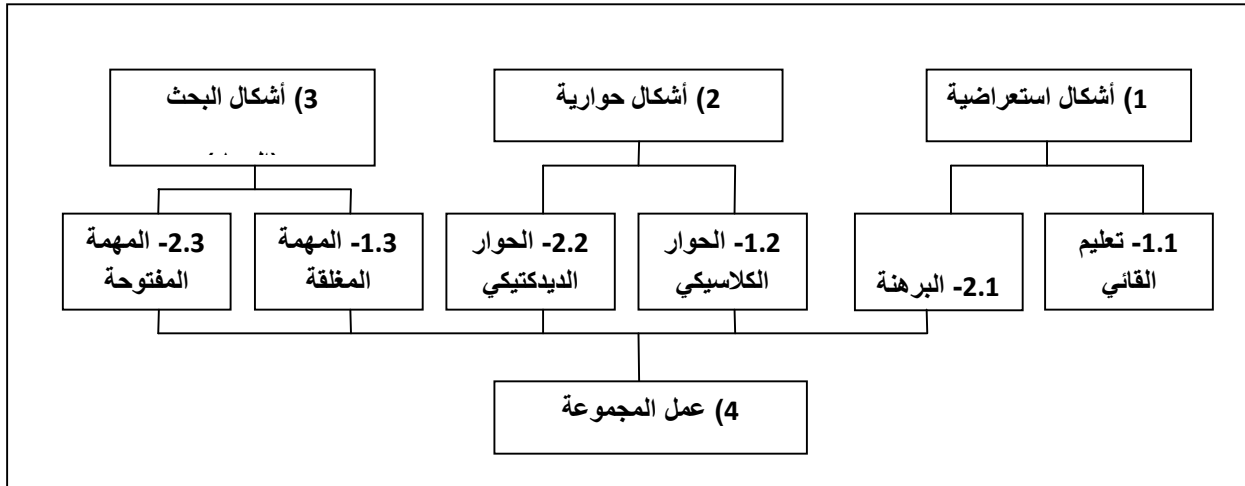 1) أشكال استعراضية
2) أشكال حوارية
3) أشكال البحث
1.1- تعليم
القائي
2.1- البرهنة
1.2- الحوار
الكلاسيكي
2.2- الحوار
الديدكتيكي
1.3- المهمة
المغلقة
2.3- المهمة
المفتوحة
4) عمل المجموعة